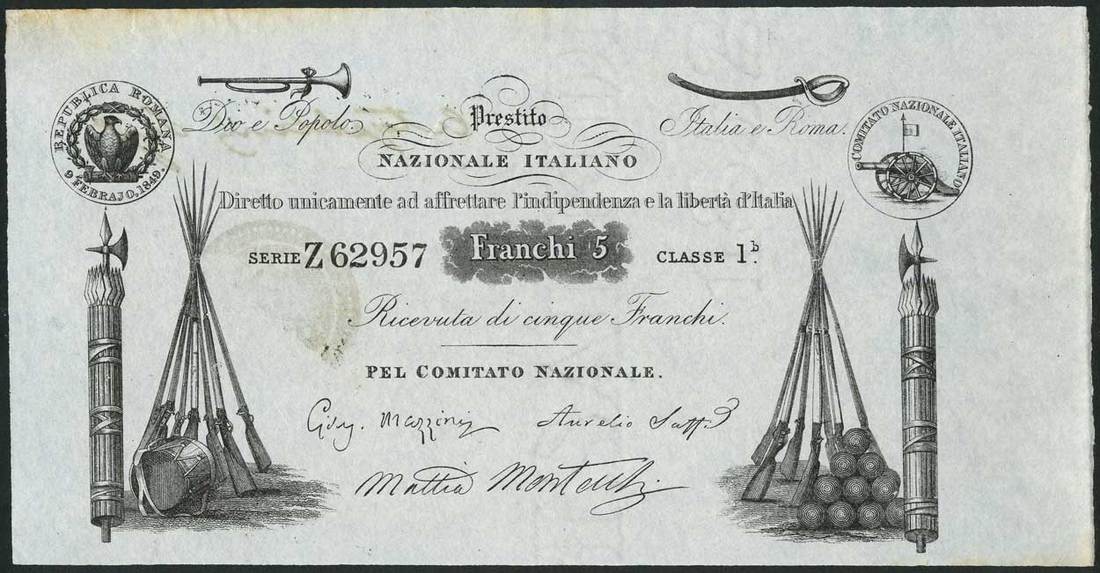 REPUBLICA ROMANA
9 FEBRAJO, 1849.
Dio e Popolo
Prestito
Italia e Roma.
COMITATO NAZIONALE ITALIANO
NAZIONALE ITALIANO
Diretto unicamente ad affrettare l'indipendenza e la libertà d'Italia
SERIE Z 62957
Franchi 5
CLASSE 1.b
Ricevuta di cinque Franchi.
PEL COMITATO NAZIONALE.
Mazzini
Aurelio Saffi
Mattia Montecchi